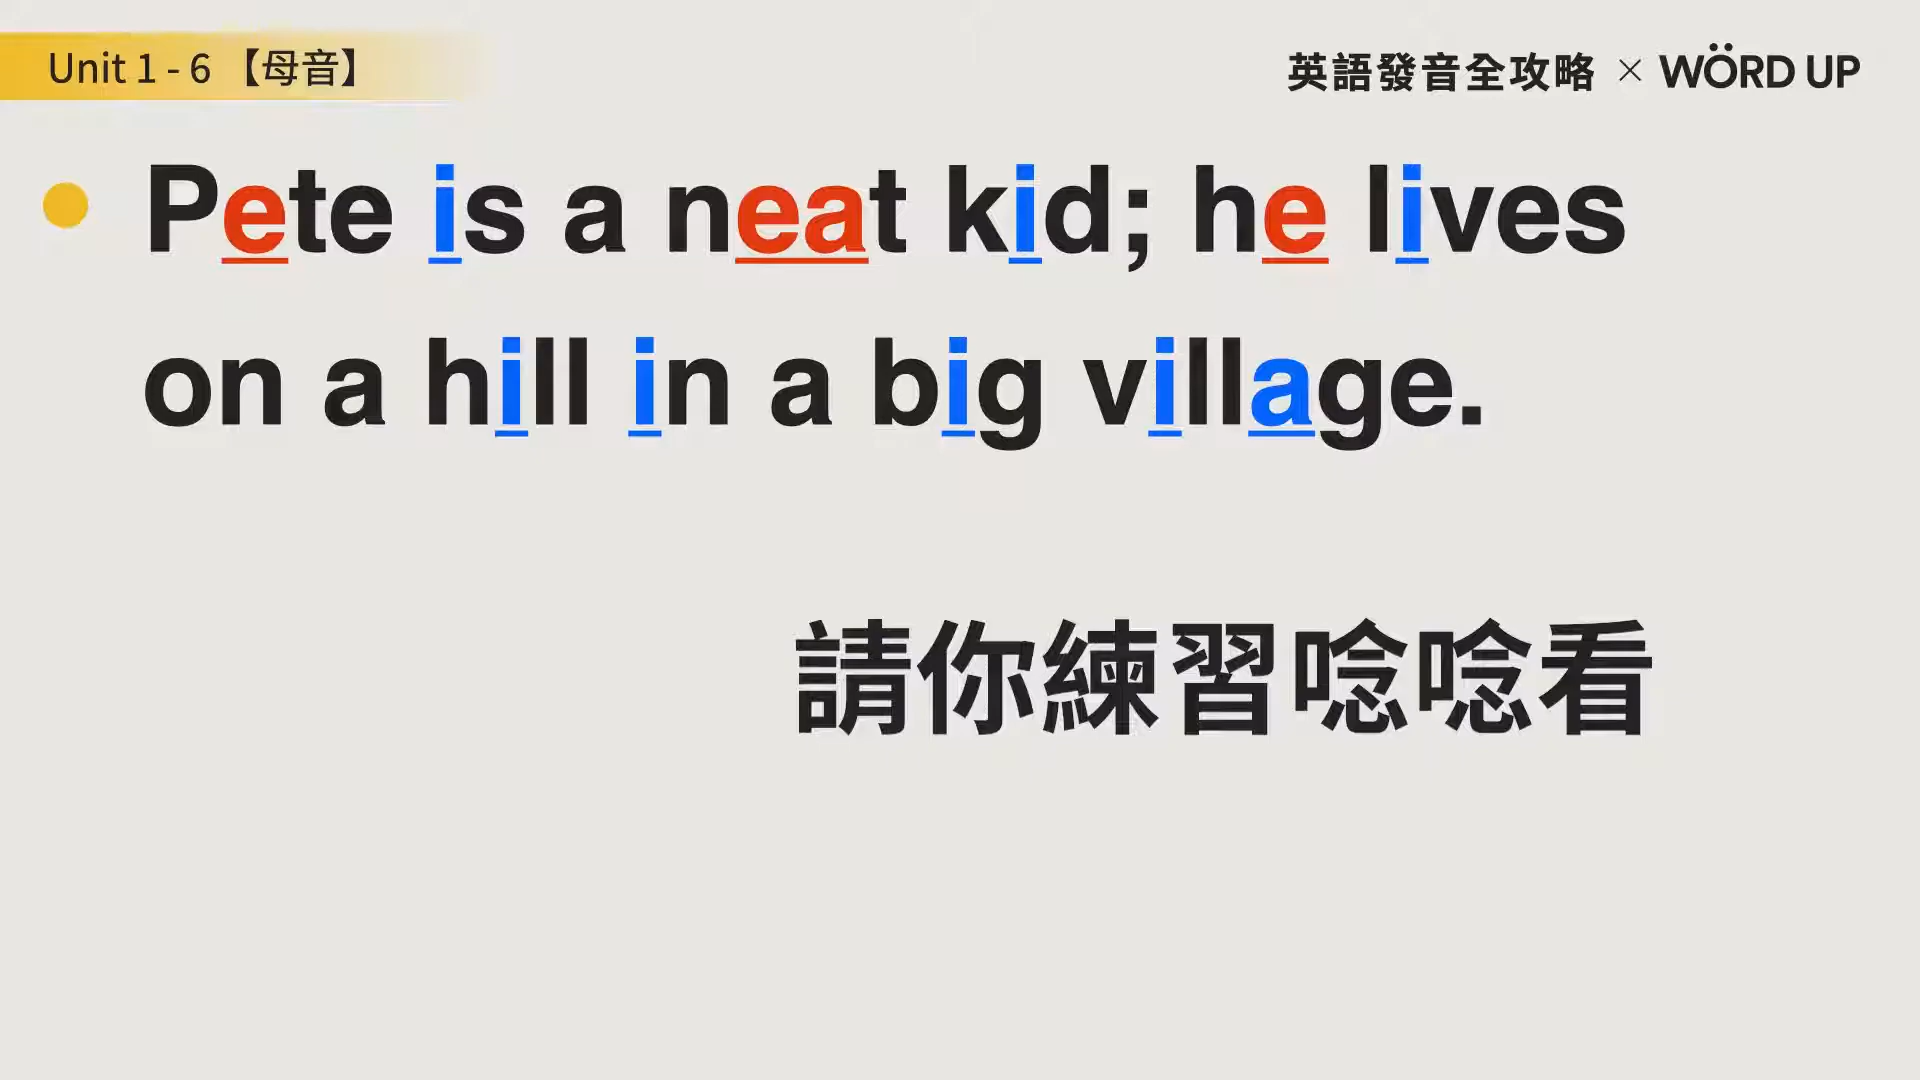 Unit 1 - 6 【母音】
英語發音全攻略 × WÖRD UP
Pete is a neat kid; he lives
on a hill in a big village.
請你練習唸唸看